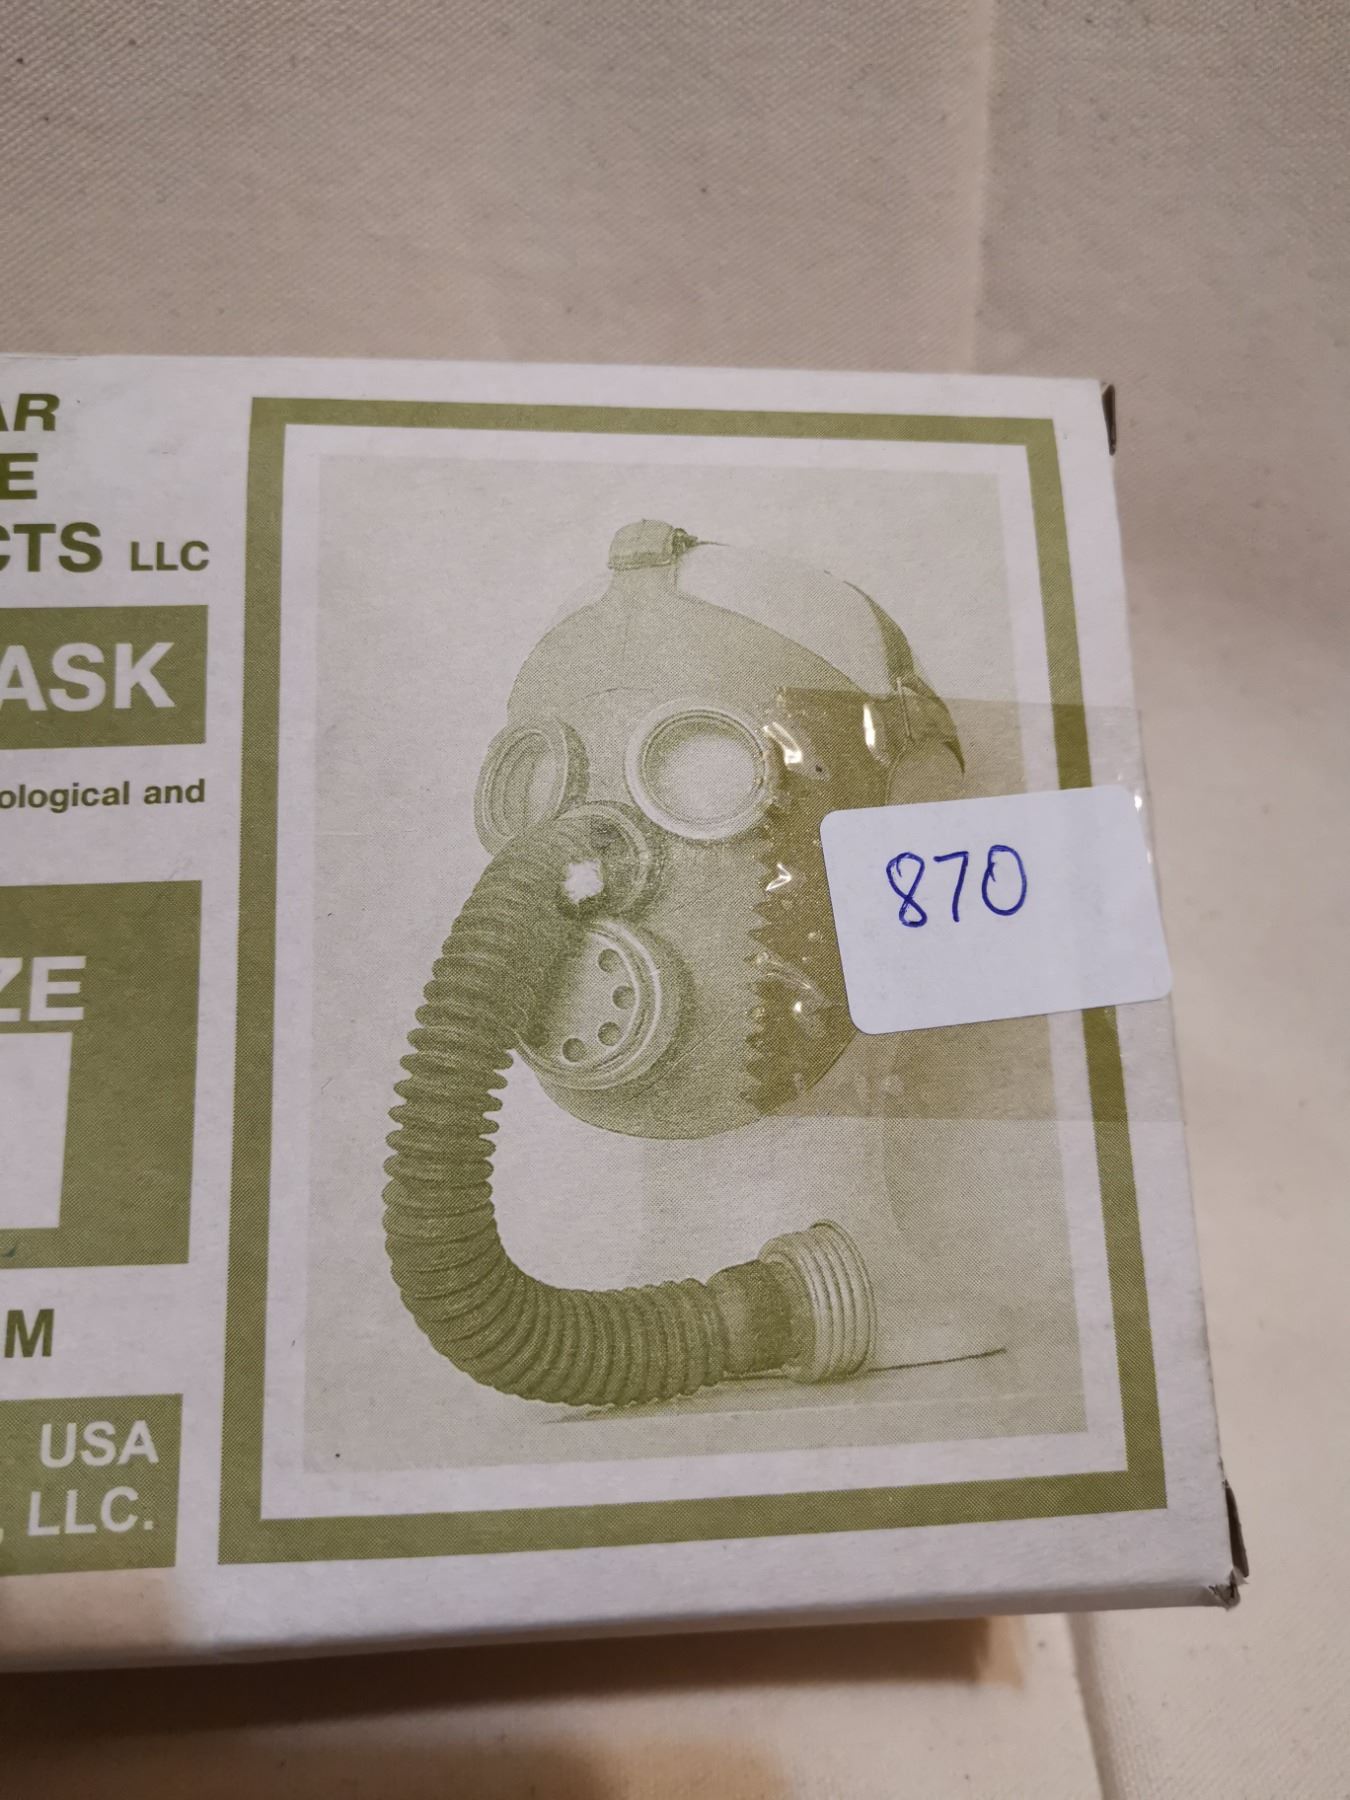 AR
E
CTS LLC
ASK
ological and
ZE
M
USA
, LLC.
870